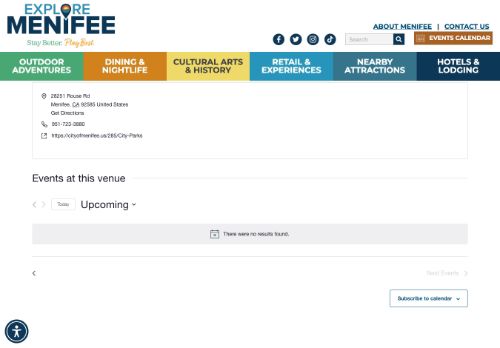 EXPLORE
MENIFEE
Stay Better. Play Best.
ABOUT MENIFEE | CONTACT US
Search
EVENTS CALENDAR
OUTDOOR ADVENTURES
DINING & NIGHTLIFE
CULTURAL ARTS & HISTORY
RETAIL & EXPERIENCES
NEARBY ATTRACTIONS
HOTELS & LODGING
28251 Rouse Rd
Menifee, CA 92585 United States
Get Directions
951-723-3880
https://cityofmenifee.us/265/City-Parks
Events at this venue
Today
Upcoming
There were no results found.
Next Events
Subscribe to calendar